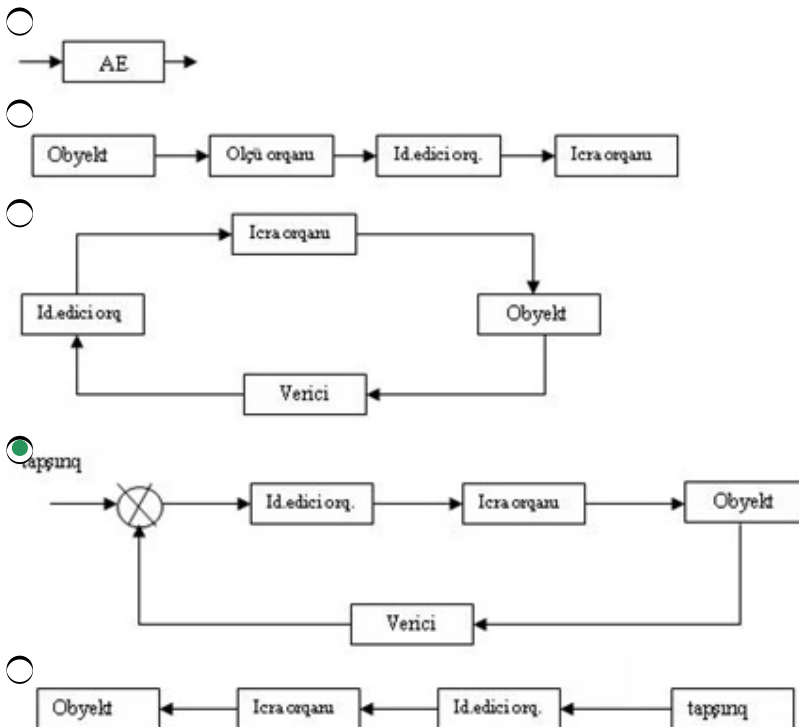 AE
Obyekt Olçü orqanı Id.edici orq. Icra orqanı
Icra orqanı
Id.edici orq Obyekt
Verici
tapşırıq
Id.edici orq. Icra orqanı Obyekt
Verici
Obyekt Icra orqanı Id.edici orq. tapşırıq